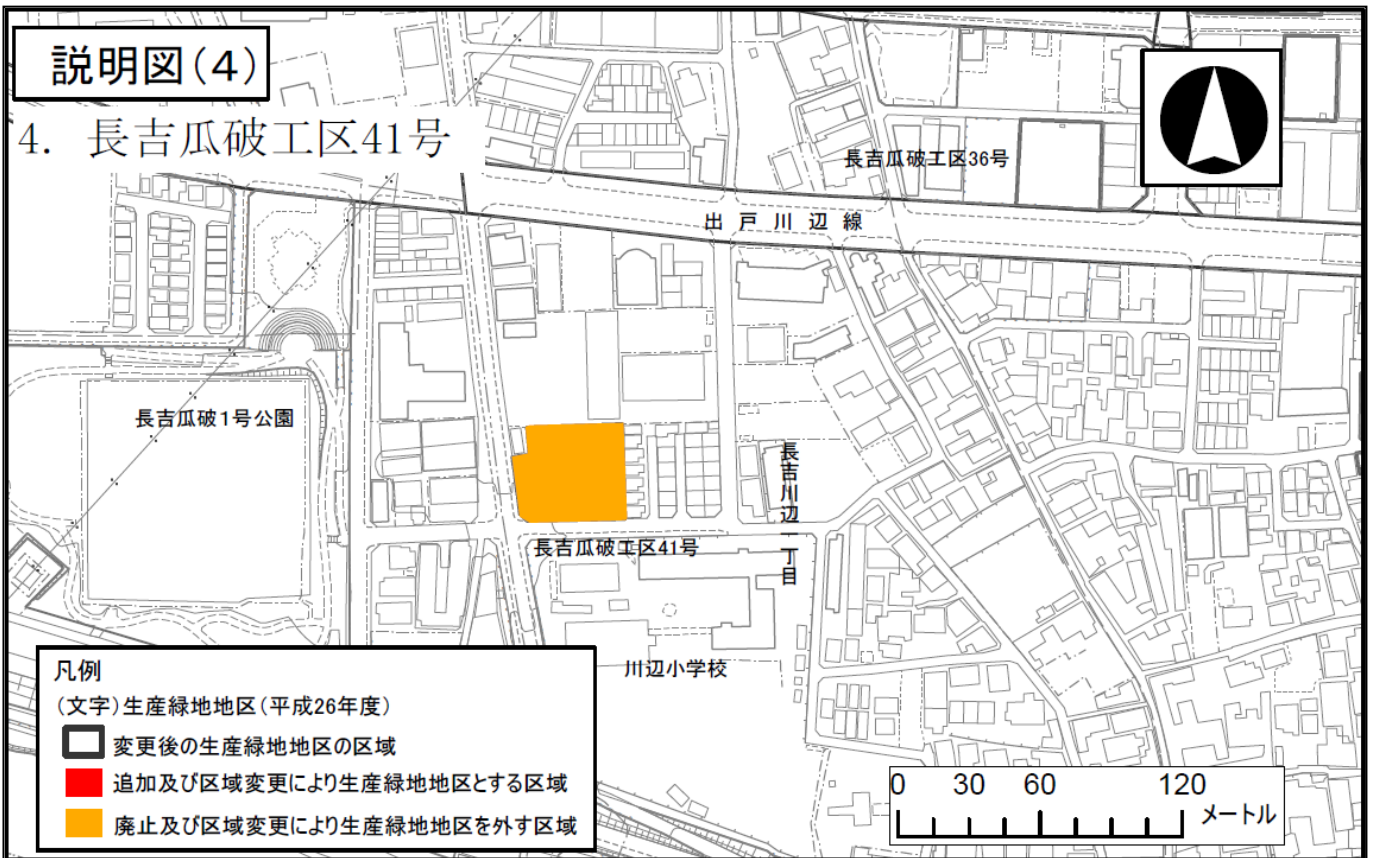 説明図(4)
4. 長吉瓜破工区41号
長吉瓜破工区36号
出戸川辺線
長吉瓜破1号公園
長吉川辺一丁目
長吉瓜破工区41号
川辺小学校
凡例
(文字)生産緑地地区(平成26年度)
変更後の生産緑地地区の区域
追加及び区域変更により生産緑地地区とする区域
廃止及び区域変更により生産緑地地区を外す区域
0 30 60 120
メートル